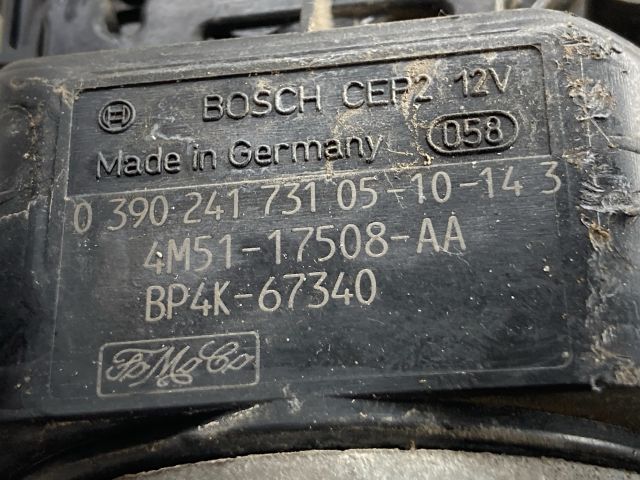 BOSCH CEP2 12V
Made in Germany 058
0 390 241 731 05-10-14 3
4M51-17508-AA
BP4K-67340
FoMoCo